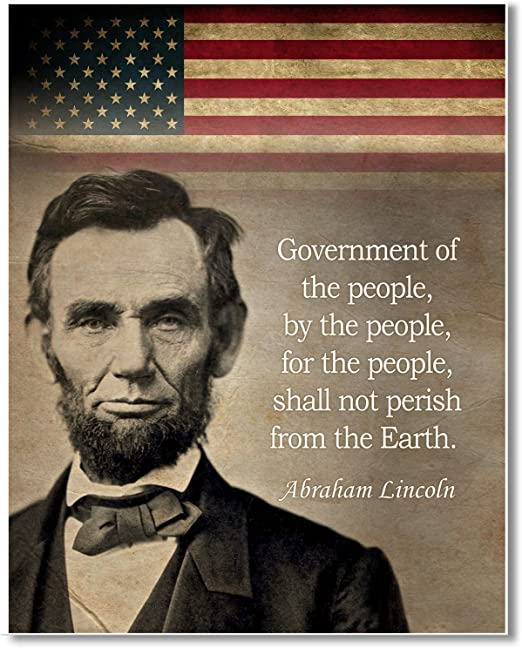 Government of
the people,
by the people,
for the people,
shall not perish
from the Earth.
Abraham Lincoln